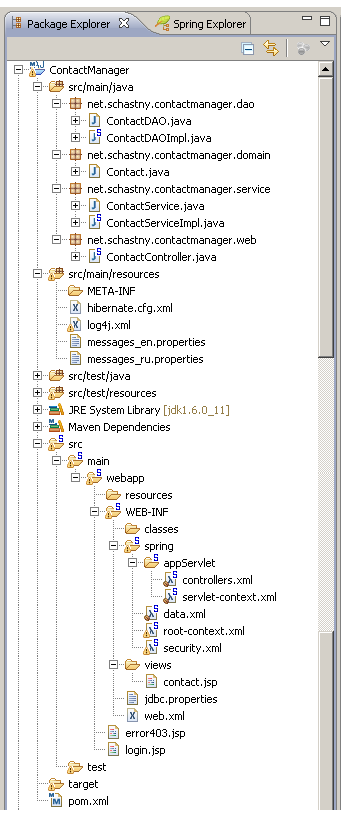 Package Explorer
Spring Explorer
ContactManager
src/main/java
net.schastny.contactmanager.dao
ContactDAO.java
ContactDAOImpl.java
net.schastny.contactmanager.domain
Contact.java
net.schastny.contactmanager.service
ContactService.java
ContactServiceImpl.java
net.schastny.contactmanager.web
ContactController.java
src/main/resources
META-INF
hibernate.cfg.xml
log4j.xml
messages_en.properties
messages_ru.properties
src/test/java
src/test/resources
JRE System Library [jdk1.6.0_11]
Maven Dependencies
src
main
webapp
resources
WEB-INF
classes
spring
appServlet
controllers.xml
servlet-context.xml
data.xml
root-context.xml
security.xml
views
contact.jsp
jdbc.properties
web.xml
error403.jsp
login.jsp
test
target
pom.xml